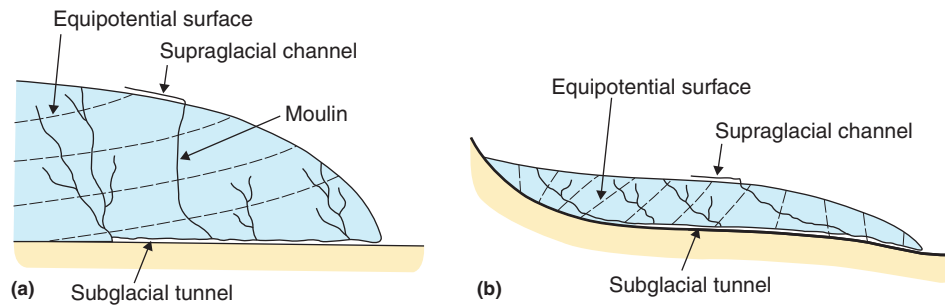 Equipotential surface
Supraglacial channel
Moulin
Subglacial tunnel
(a)
Equipotential surface
Supraglacial channel
Subglacial tunnel
(b)